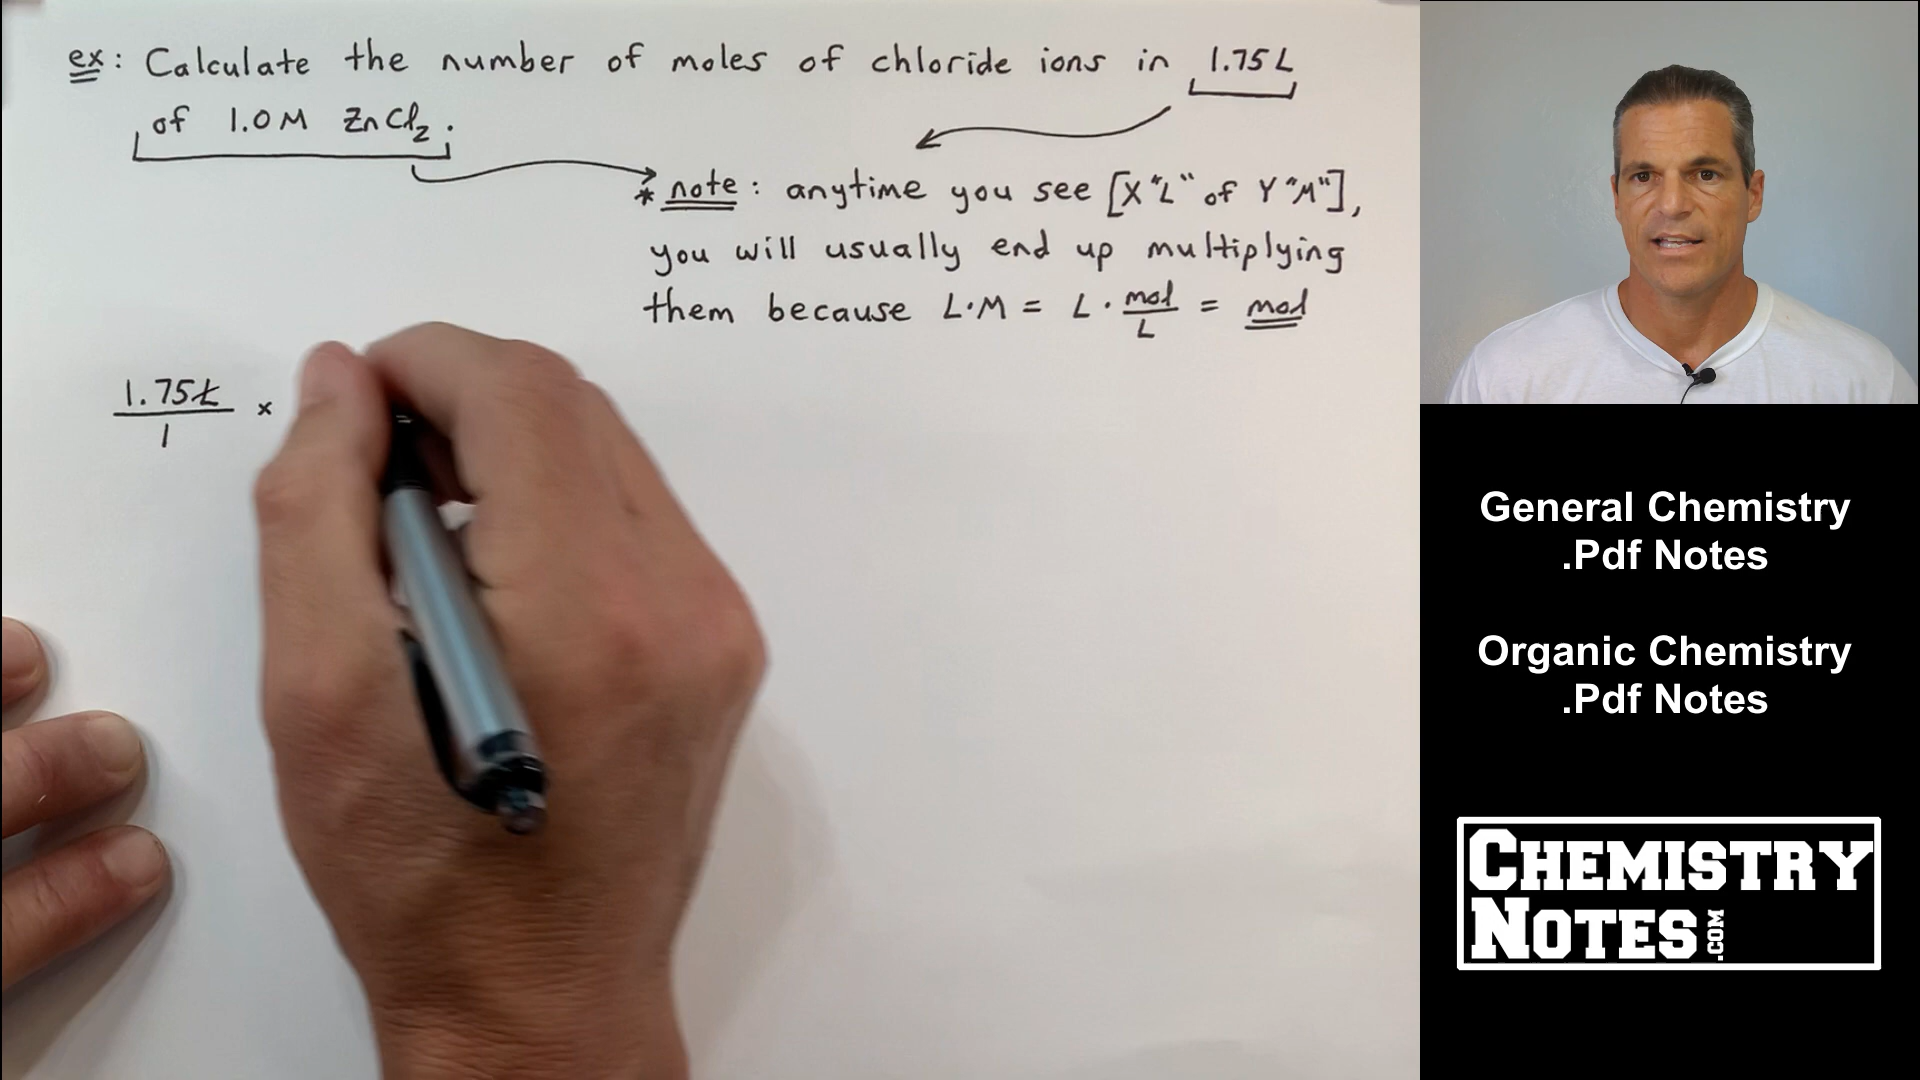 ex: Calculate the number of moles of chloride ions in 1.75 L
of 1.0 M ZnCl₂.
* note: anytime you see [X "L" of Y "M"],
you will usually end up multiplying
them because L·M = L · mol/L = mol
1.75 L / 1 ×
General Chemistry
.Pdf Notes
Organic Chemistry
.Pdf Notes
CHEMISTRY
NOTES.COM